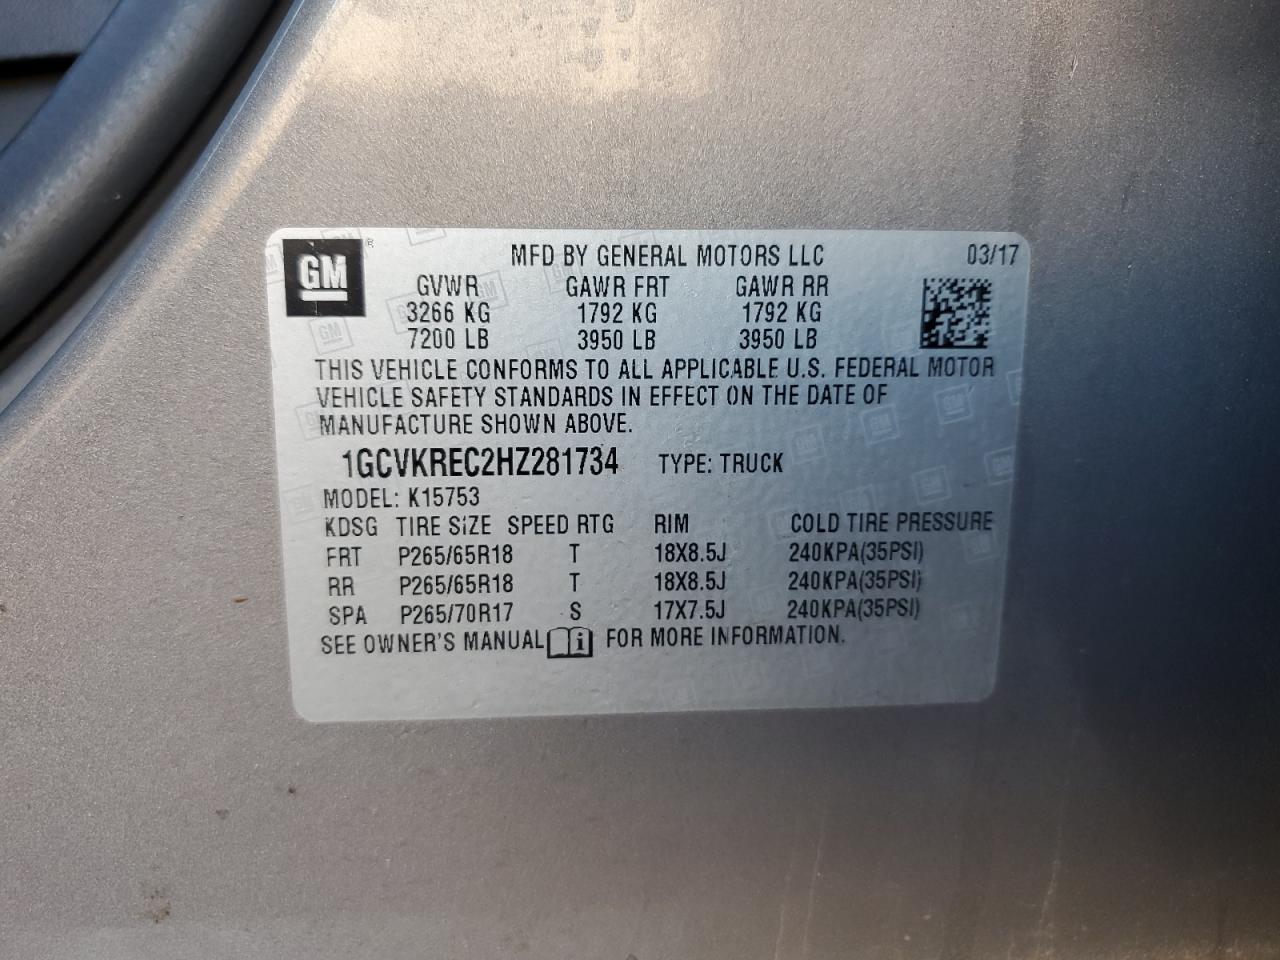 GM ®
MFD BY GENERAL MOTORS LLC 03/17
GVWR GAWR FRT GAWR RR
3266 KG 1792 KG 1792 KG
7200 LB 3950 LB 3950 LB
THIS VEHICLE CONFORMS TO ALL APPLICABLE U.S. FEDERAL MOTOR
VEHICLE SAFETY STANDARDS IN EFFECT ON THE DATE OF
MANUFACTURE SHOWN ABOVE.
1GCVKREC2HZ281734 TYPE: TRUCK
MODEL: K15753
KDSG TIRE SIZE SPEED RTG RIM COLD TIRE PRESSURE
FRT P265/65R18 T 18X8.5J 240KPA(35PSI)
RR P265/65R18 T 18X8.5J 240KPA(35PSI)
SPA P265/70R17 S 17X7.5J 240KPA(35PSI)
SEE OWNER'S MANUAL i FOR MORE INFORMATION.